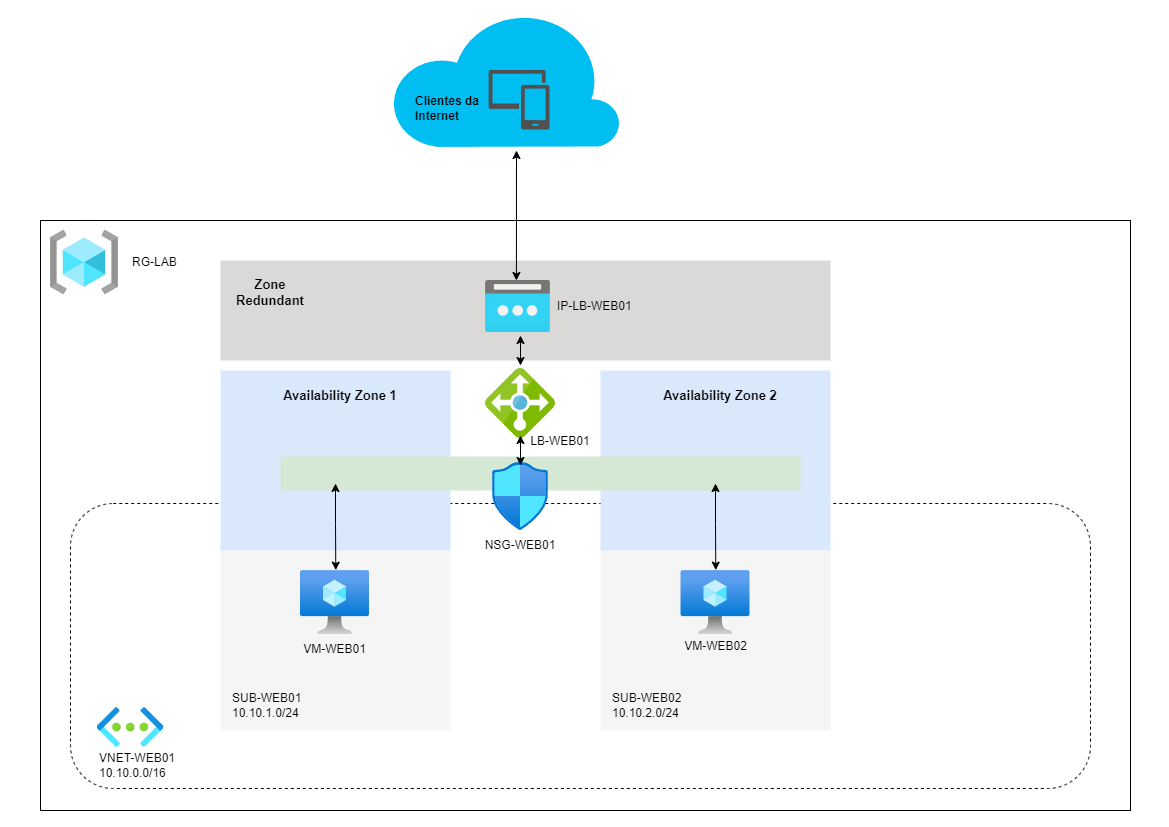 Clientes da
Internet
RG-LAB
Zone
Redundant
IP-LB-WEB01
Availability Zone 1
Availability Zone 2
LB-WEB01
NSG-WEB01
VM-WEB01
VM-WEB02
SUB-WEB01
10.10.1.0/24
SUB-WEB02
10.10.2.0/24
VNET-WEB01
10.10.0.0/16